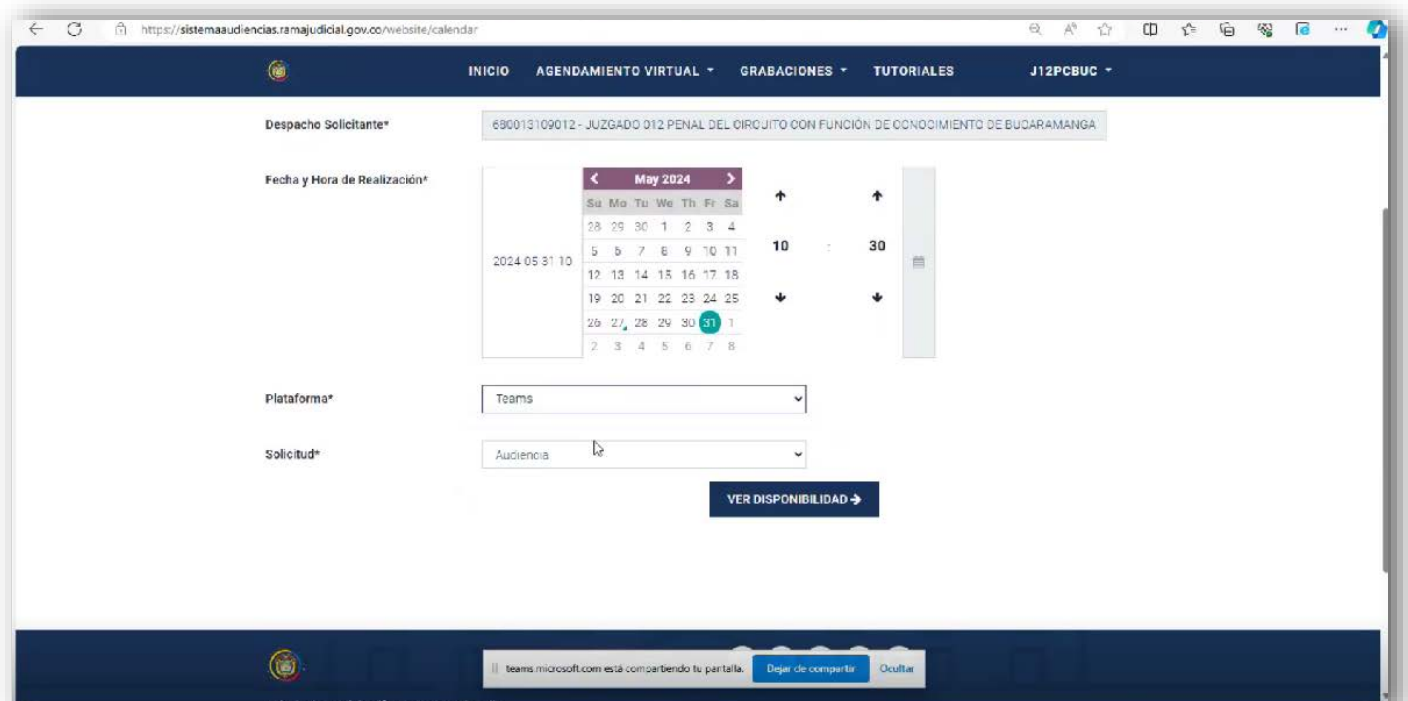 https://sistemaaudiencias.ramajudicial.gov.co/website/calendar
INICIO AGENDAMIENTO VIRTUAL GRABACIONES TUTORIALES J12PCBUC
Despacho Solicitante* 680013109012 - JUZGADO 012 PENAL DEL CIRCUITO CON FUNCIÓN DE CONOCIMIENTO DE BUCARAMANGA
Fecha y Hora de Realización*
May 2024
Su Mo Tu We Th Fr Sa
28 29 30 1 2 3 4
5 6 7 8 9 10 11
10 : 30
2024-05-31 10
12 13 14 15 16 17 18
19 20 21 22 23 24 25
26 27 28 29 30 31 1
2 3 4 5 6 7 8
Plataforma* Teams
Solicitud* Audiencia
VER DISPONIBILIDAD →
teams.microsoft.com está compartiendo tu pantalla. Dejar de compartir Ocultar